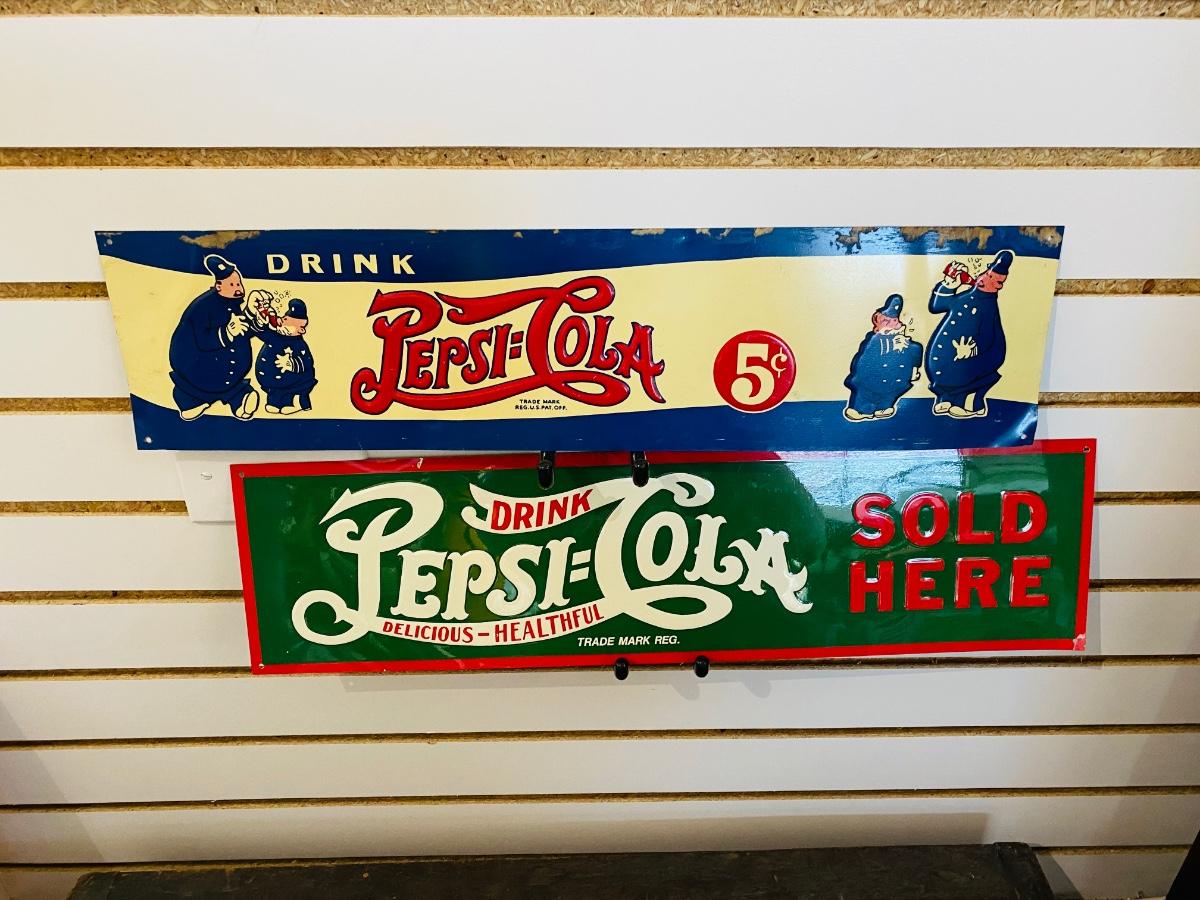 DRINK
PEPSI=COLA
5¢
TRADE MARK
REG.U.S.PAT.OFF.
DRINK
PEPSI=COLA
DELICIOUS-HEALTHFUL
TRADE MARK REG.
SOLD
HERE